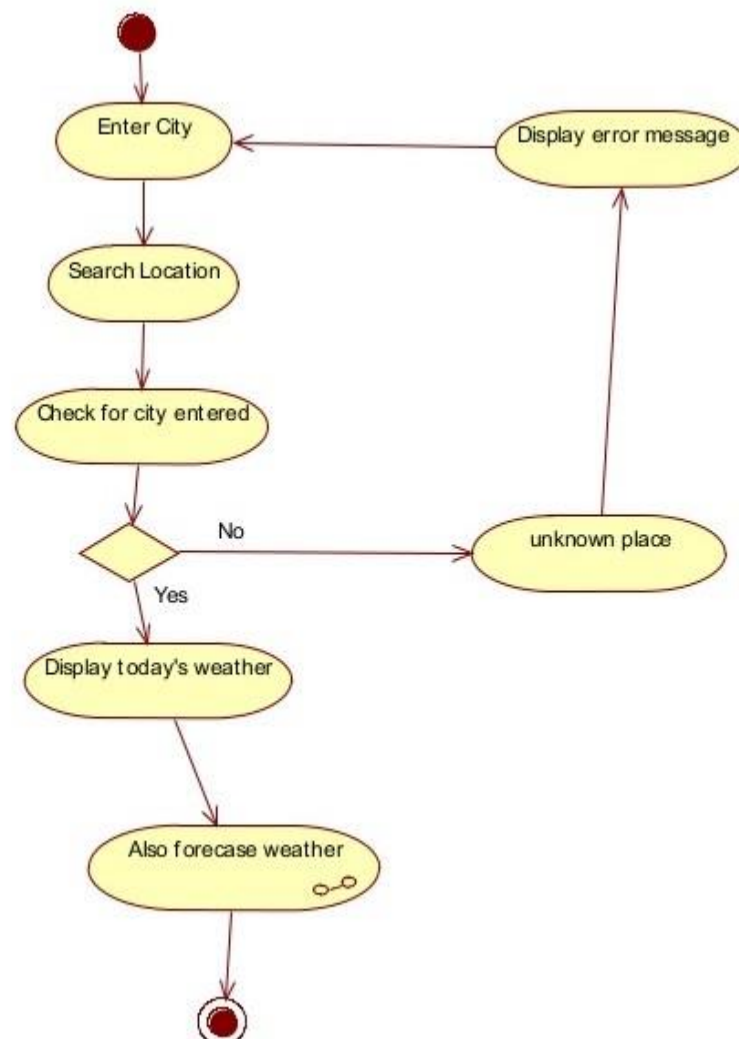 Enter City
Display error message
Search Location
Check for city entered
No
unknown place
Yes
Display today's weather
Also forecase weather